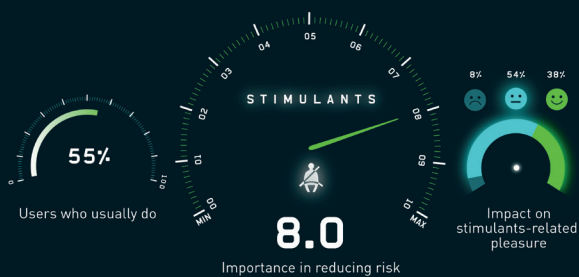 05
04
06
03
07
STIMULANTS
8% 54% 38%
02
08
55%
01
09
0
100
00
10
MIN
MAX
Users who usually do
8.0
Importance in reducing risk
Impact on
stimulants-related
pleasure